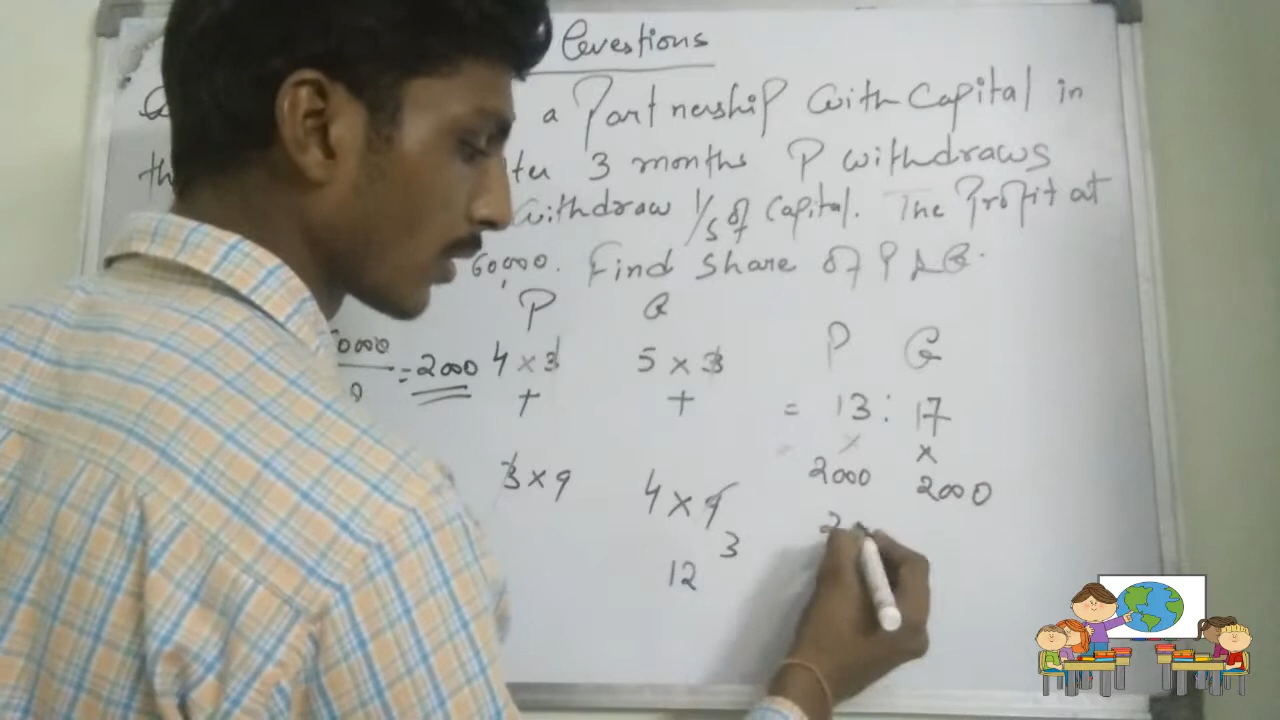 Questions
a Partnership with Capital in
3 months P withdraws
withdraw 1/5 of Capital. The Profit at
60,000. Find Share of P & Q.
P Q P Q
0000 = 2000 4 × 3 5 × 3
+ + = 13 : 17
× ×
3 × 9 4 × 9 2000 2000
3
12